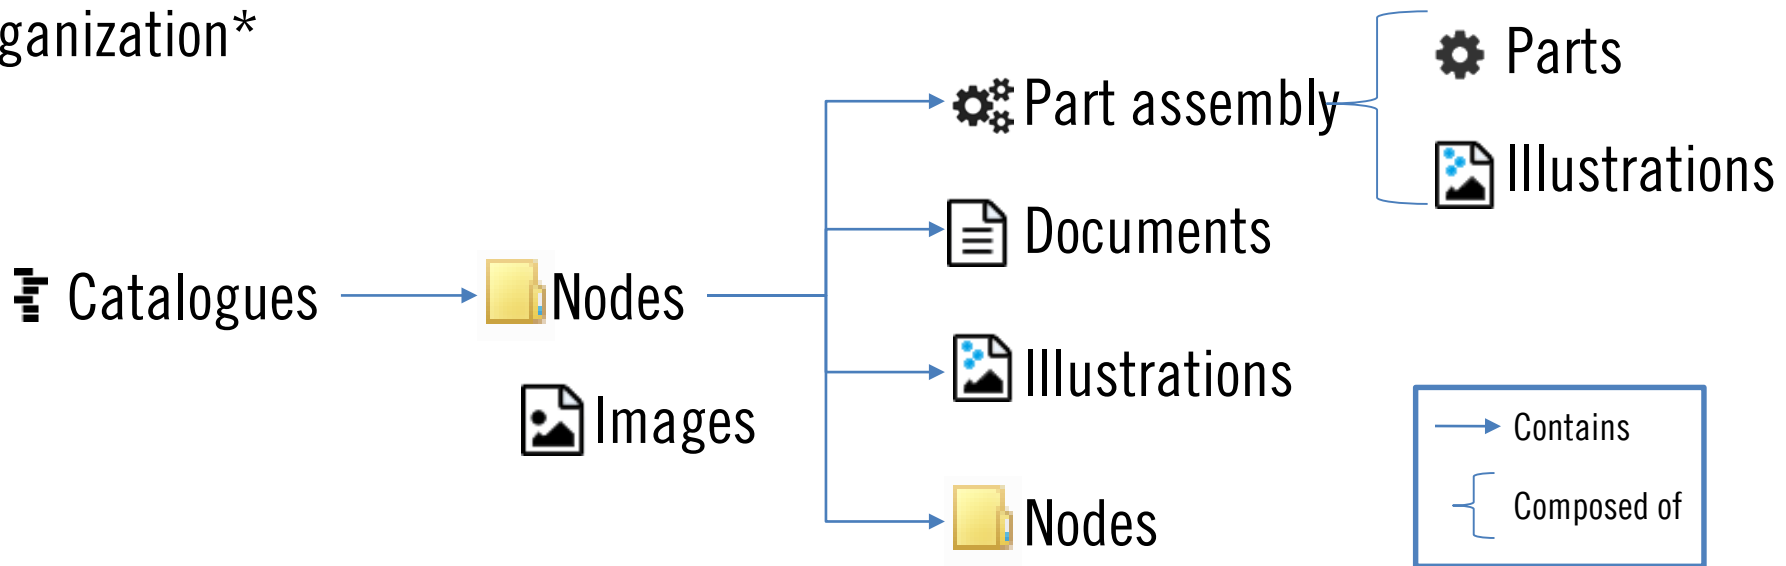 ganization*
Parts
Part assembly
Illustrations
Documents
Catalogues
Nodes
Illustrations
Images
Contains
Composed of
Nodes